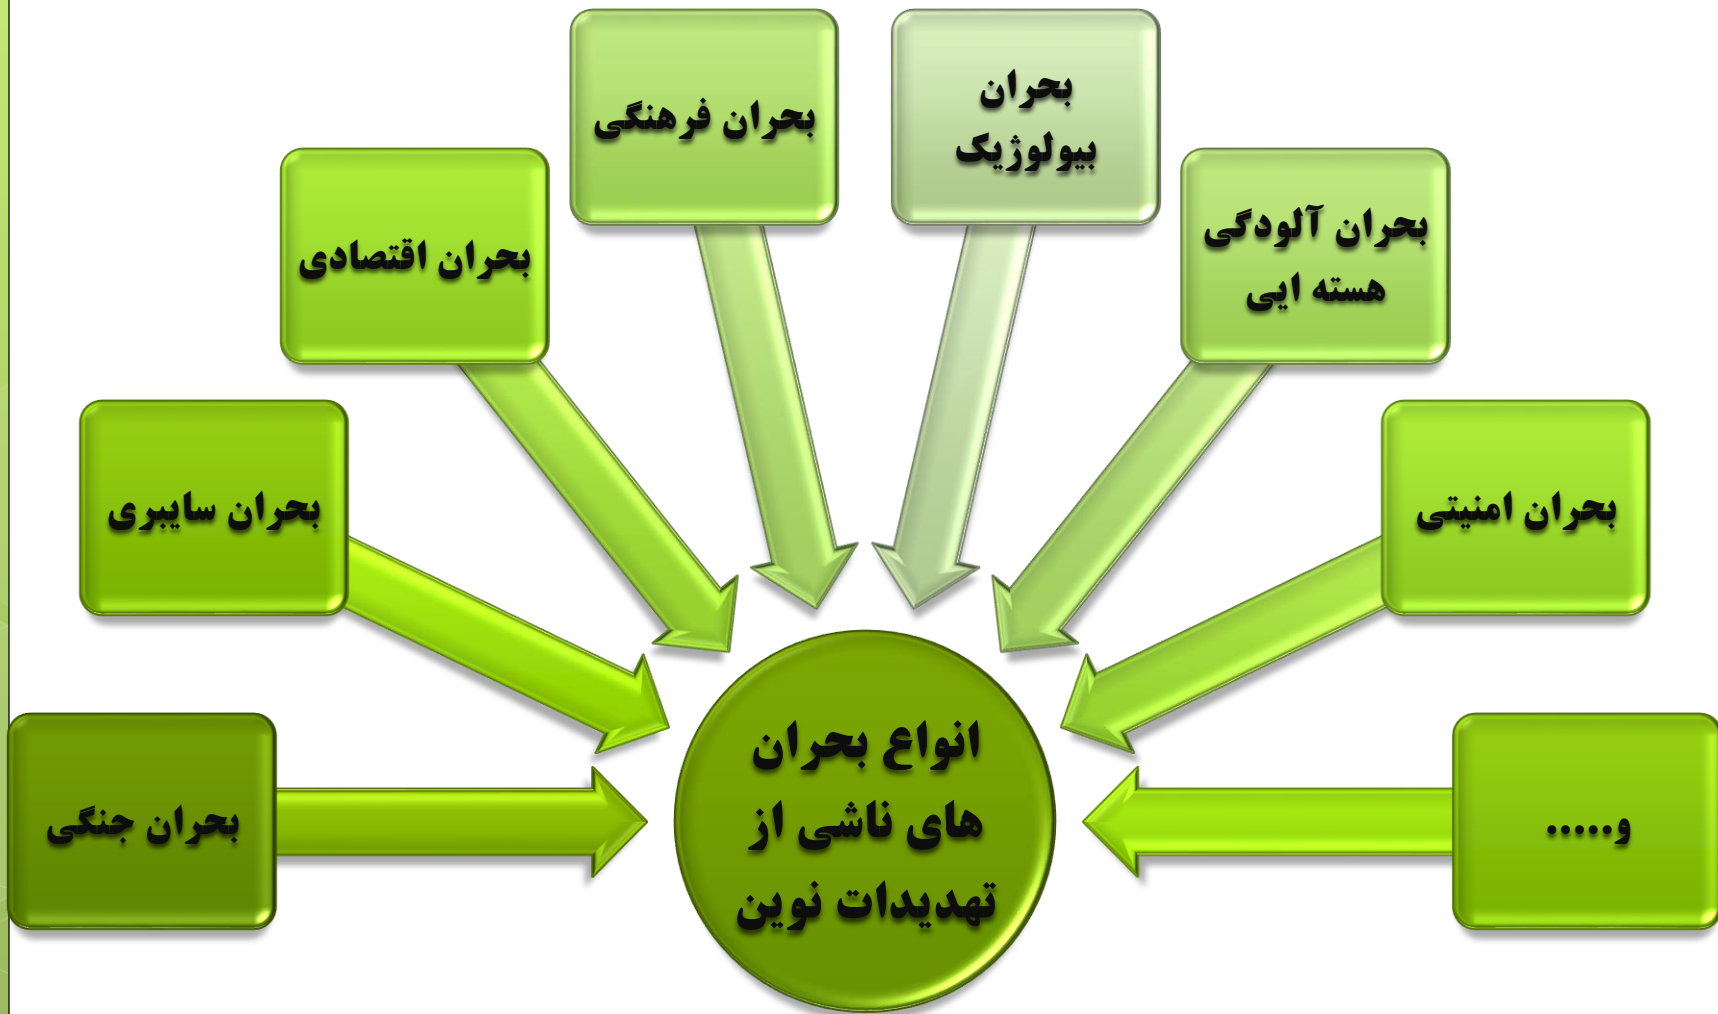 بحران
بیولوژیک
بحران فرهنگی
بحران آلودگی
هسته ایی
بحران اقتصادی
بحران امنیتی
بحران سایبری
و.....
بحران جنگی
انواع بحران
های ناشی از
تهدیدات نوین